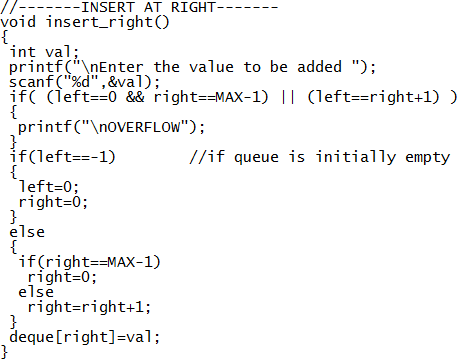 //-------INSERT AT RIGHT-------
void insert_right()
{
 int val;
 printf("\nEnter the value to be added ");
 scanf("%d",&val);
 if( (left==0 && right==MAX-1) || (left==right+1) )
 {
  printf("\nOVERFLOW");
 }
 if(left==-1)        //if queue is initially empty
 {
  left=0;
  right=0;
 }
 else
 {
  if(right==MAX-1)
   right=0;
  else
   right=right+1;
 }
 deque[right]=val;
}